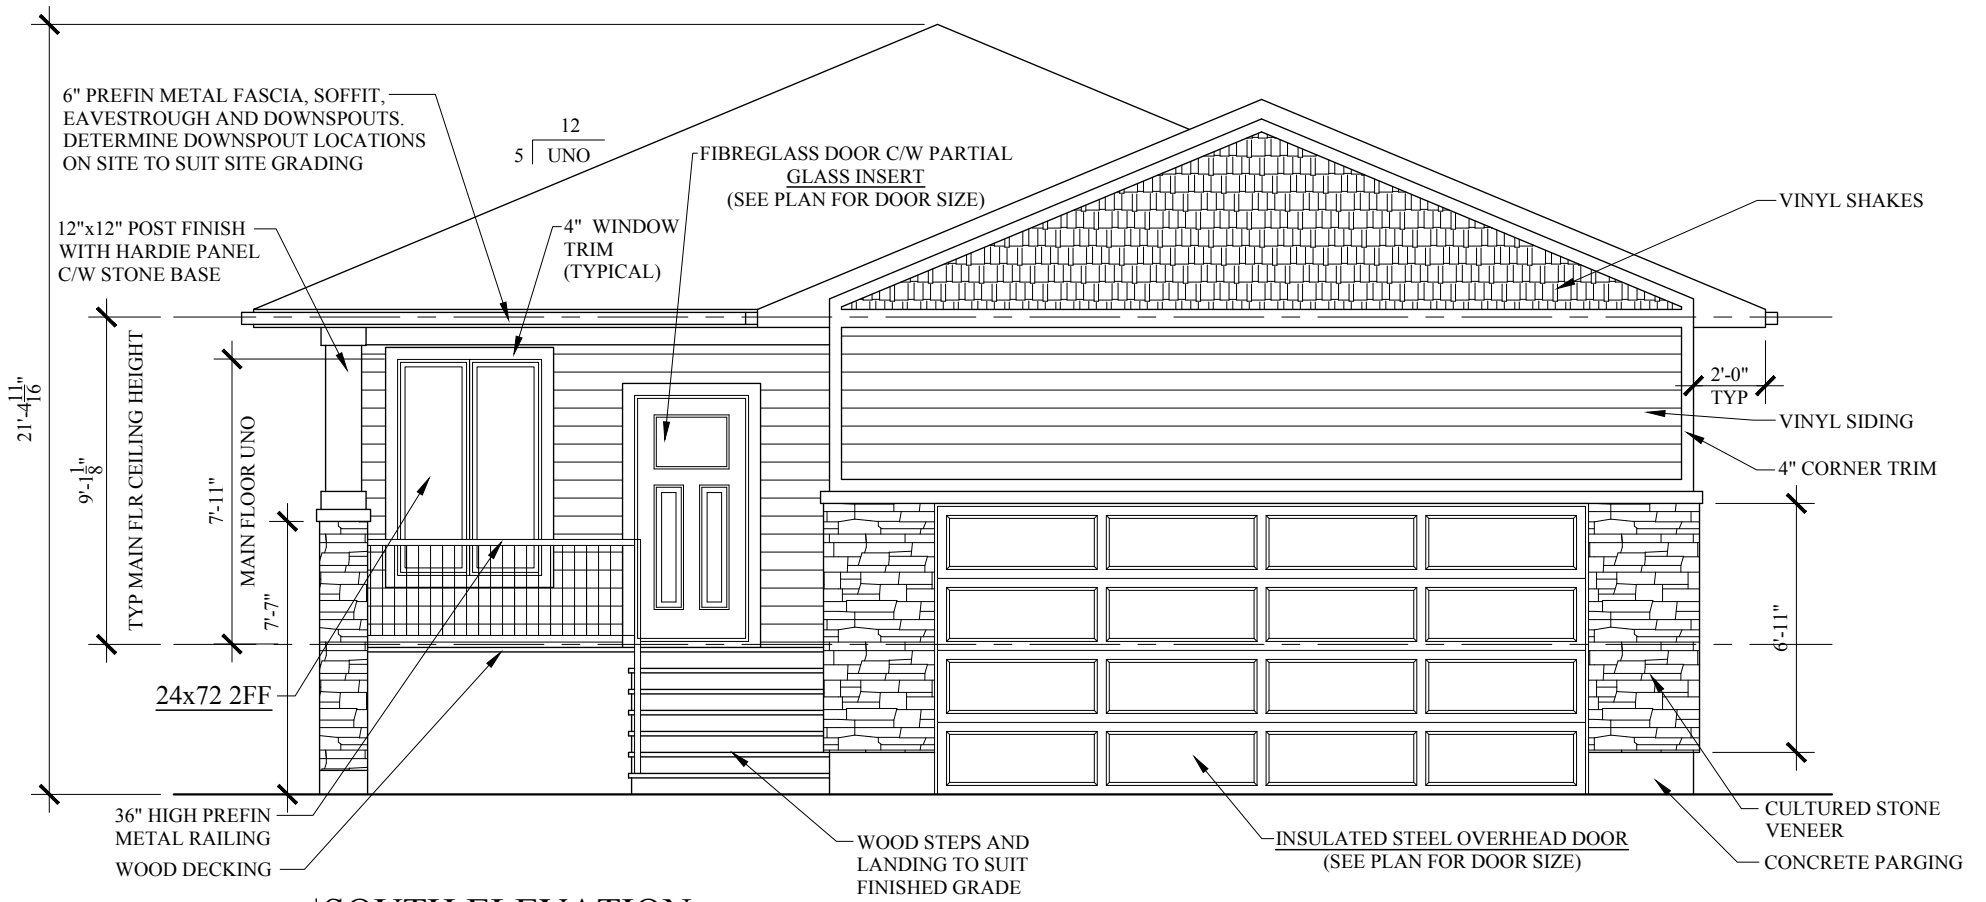 6" PREFIN METAL FASCIA, SOFFIT,
EAVESTROUGH AND DOWNSPOUTS.
DETERMINE DOWNSPOUT LOCATIONS
ON SITE TO SUIT SITE GRADING
12
5
UNO
FIBREGLASS DOOR C/W PARTIAL
GLASS INSERT
(SEE PLAN FOR DOOR SIZE)
VINYL SHAKES
12"x12" POST FINISH
WITH HARDIE PANEL
C/W STONE BASE
4" WINDOW
TRIM
(TYPICAL)
21'-4 11/16"
9'-1 1/8"
TYP MAIN FLR CEILING HEIGHT
7'-11"
MAIN FLOOR UNO
7'-7"
2'-0"
TYP
VINYL SIDING
4" CORNER TRIM
6'-11"
24x72 2FF
36" HIGH PREFIN
METAL RAILING
WOOD DECKING
WOOD STEPS AND
LANDING TO SUIT
FINISHED GRADE
INSULATED STEEL OVERHEAD DOOR
(SEE PLAN FOR DOOR SIZE)
CULTURED STONE
VENEER
CONCRETE PARGING
SOUTH ELEVATION